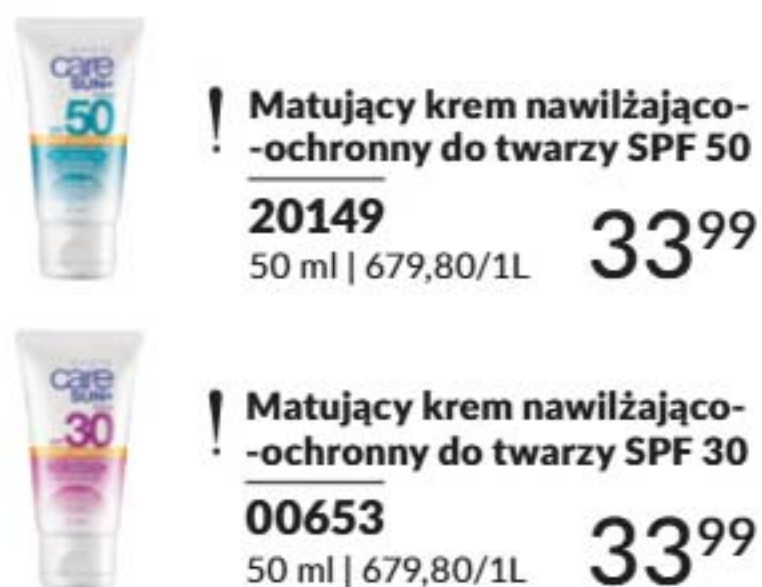 care
SUN+
50
! Matujący krem nawilżająco-
-ochronny do twarzy SPF 50
20149
50 ml | 679,80/1L
33⁹⁹
care
SUN+
30
! Matujący krem nawilżająco-
-ochronny do twarzy SPF 30
00653
50 ml | 679,80/1L
33⁹⁹